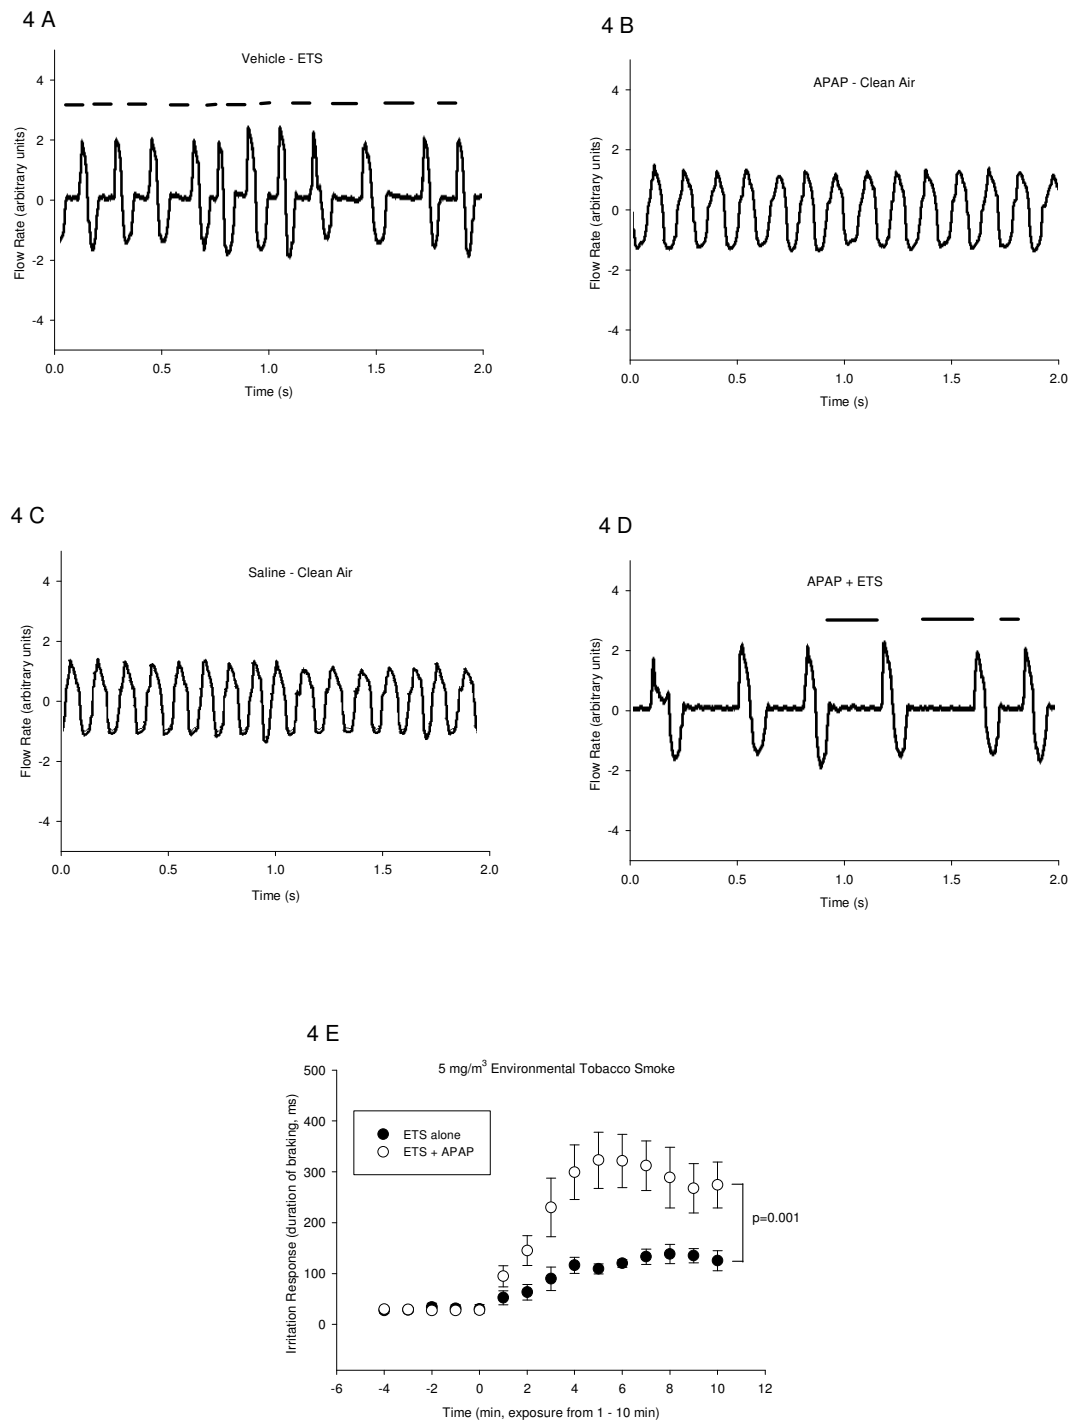 4 A
Vehicle - ETS
Flow Rate (arbitrary units)
4
2
0
-2
-4
0.0 0.5 1.0 1.5 2.0
Time (s)
4 B
APAP - Clean Air
Flow Rate (arbitrary units)
4
2
0
-2
-4
0.0 0.5 1.0 1.5 2.0
Time (s)
4 C
Saline - Clean Air
Flow Rate (arbitrary units)
4
2
0
-2
-4
0.0 0.5 1.0 1.5 2.0
Time (s)
4 D
APAP + ETS
Flow Rate (arbitrary units)
4
2
0
-2
-4
0.0 0.5 1.0 1.5 2.0
Time (s)
4 E
5 mg/m³ Environmental Tobacco Smoke
Irritation Response (duration of braking, ms)
500
400
300
200
100
0
ETS alone
ETS + APAP
p=0.001
-6 -4 -2 0 2 4 6 8 10 12
Time (min, exposure from 1 - 10 min)